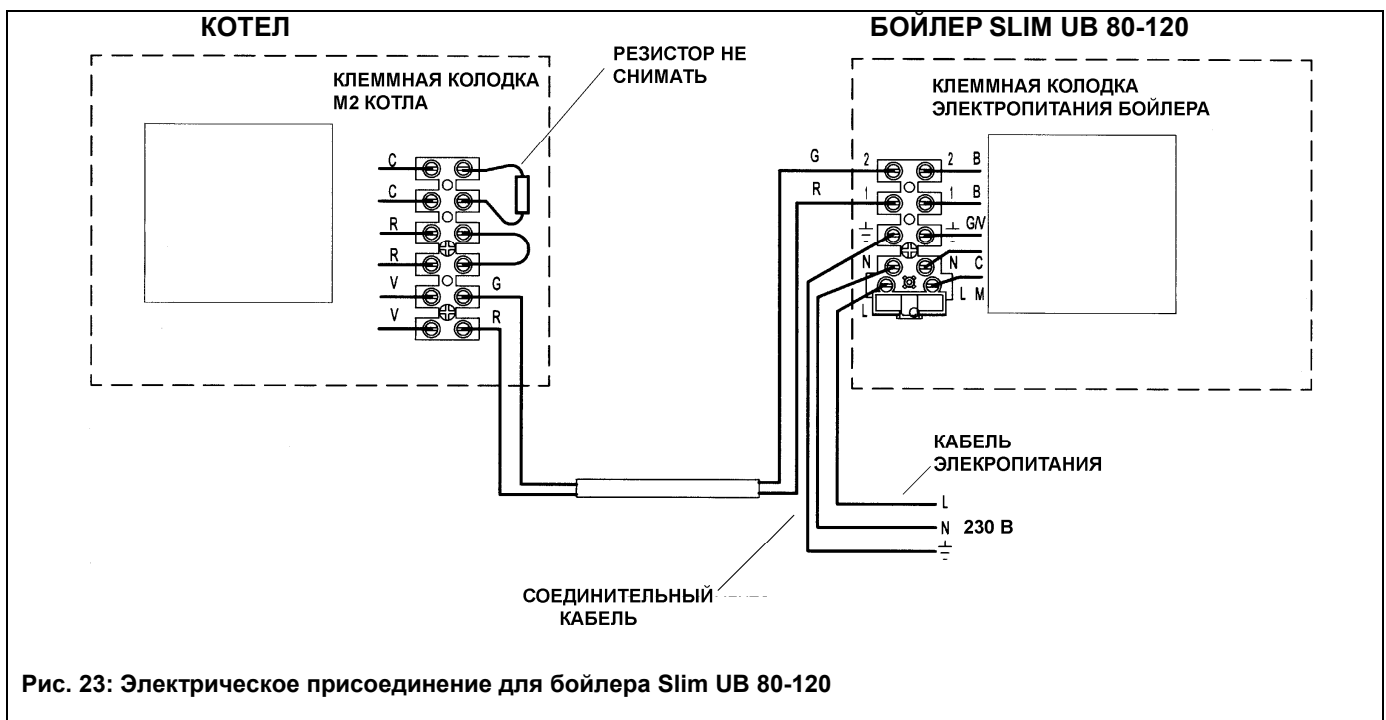 КОТЕЛ
БОЙЛЕР SLIM UB 80-120
РЕЗИСТОР НЕ
СНИМАТЬ
КЛЕММНАЯ КОЛОДКА
М2 КОТЛА
КЛЕММНАЯ КОЛОДКА
ЭЛЕКТРОПИТАНИЯ БОЙЛЕРА
C
C
R
R
V
V
G
R
G
R
2
1
N
L
2 B
1 B
G/V
N C
L M
КАБЕЛЬ
ЭЛЕКРОПИТАНИЯ
L
N 230 В
СОЕДИНИТЕЛЬНЫЙ
КАБЕЛЬ
Рис. 23: Электрическое присоединение для бойлера Slim UB 80-120